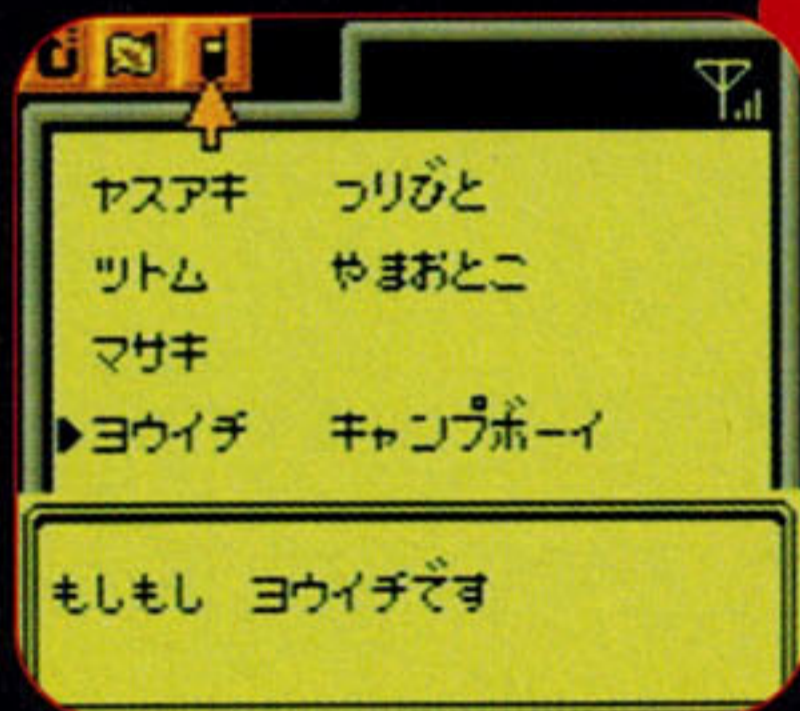 ヤスアキ　つりびと
ツトム　やまおとこ
マサキ
▶ヨウイチ　キャンプボーイ
もしもし　ヨウイチです